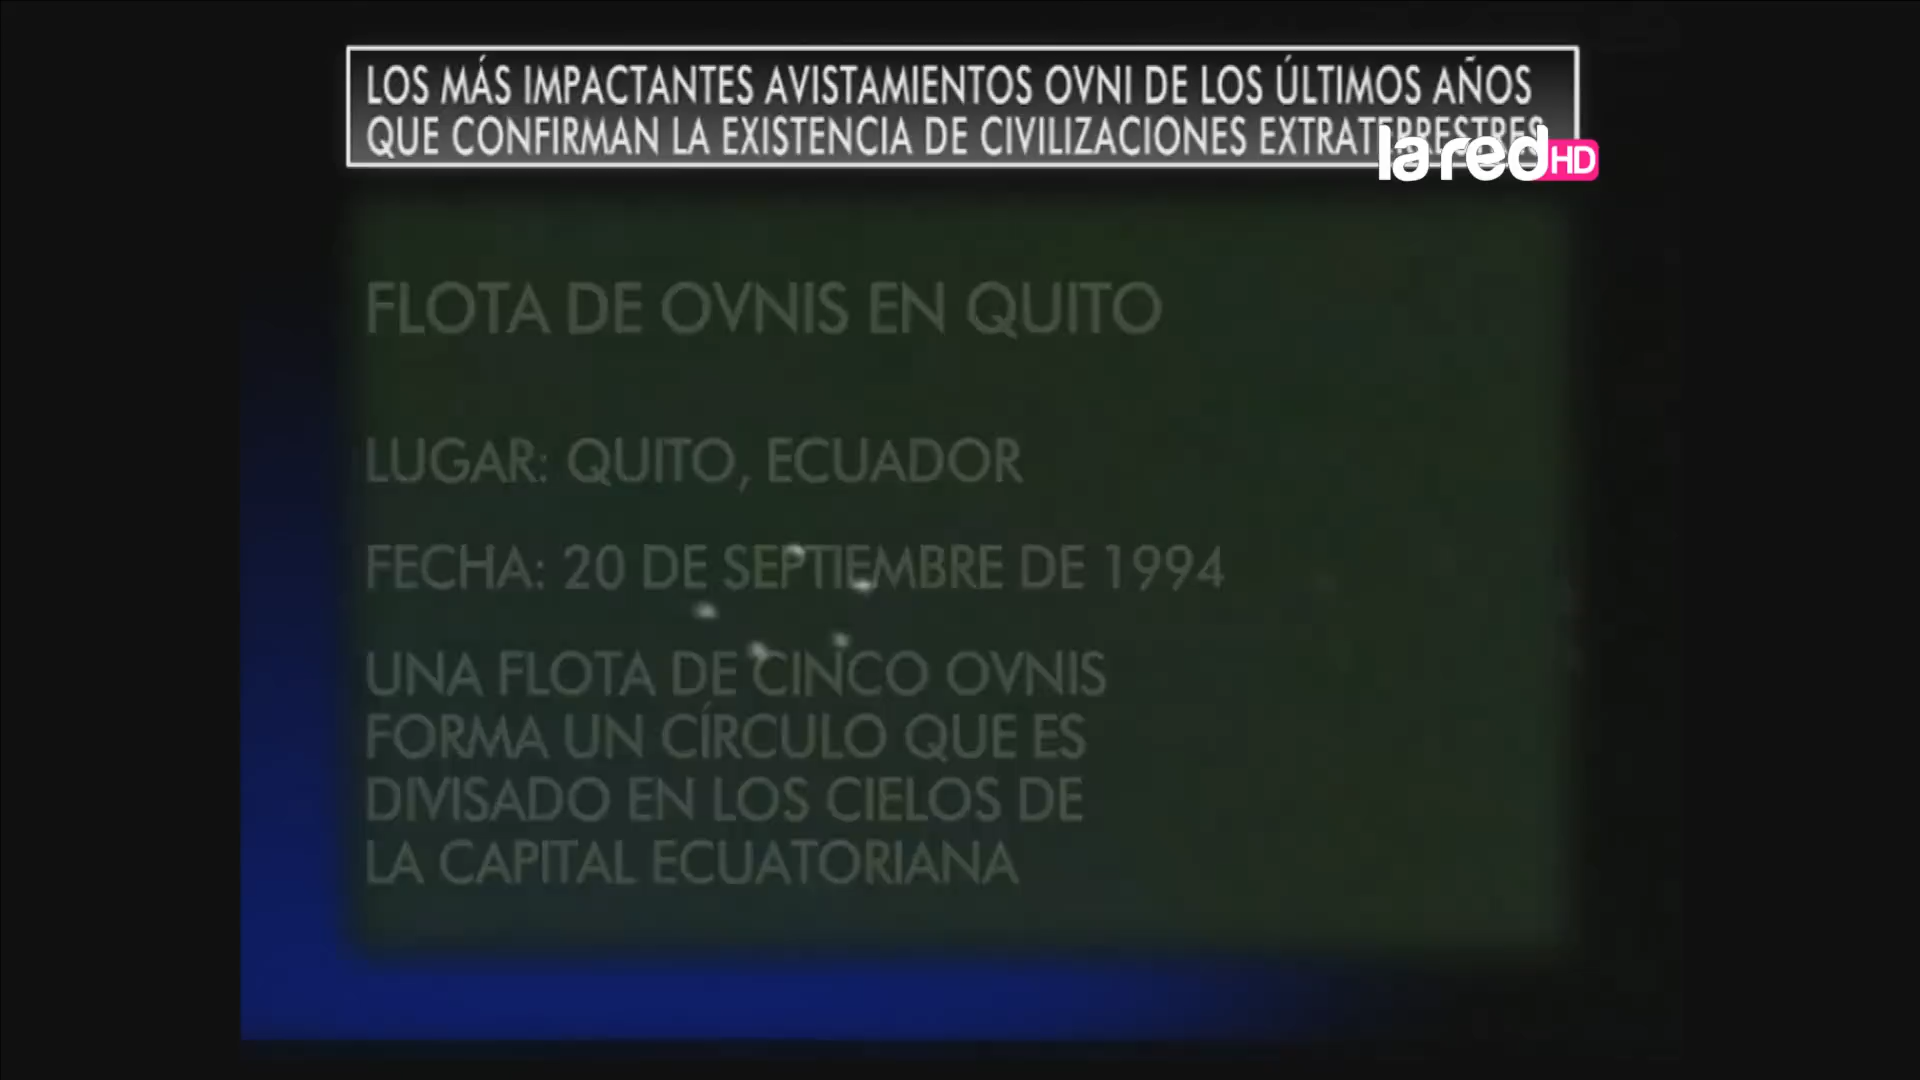 LOS MÁS IMPACTANTES AVISTAMIENTOS OVNI DE LOS ÚLTIMOS AÑOS
QUE CONFIRMAN LA EXISTENCIA DE CIVILIZACIONES EXTRATERRESTRES
la red HD
FLOTA DE OVNIS EN QUITO
LUGAR: QUITO, ECUADOR
FECHA: 20 DE SEPTIEMBRE DE 1994
UNA FLOTA DE CINCO OVNIS
FORMA UN CÍRCULO QUE ES
DIVISADO EN LOS CIELOS DE
LA CAPITAL ECUATORIANA